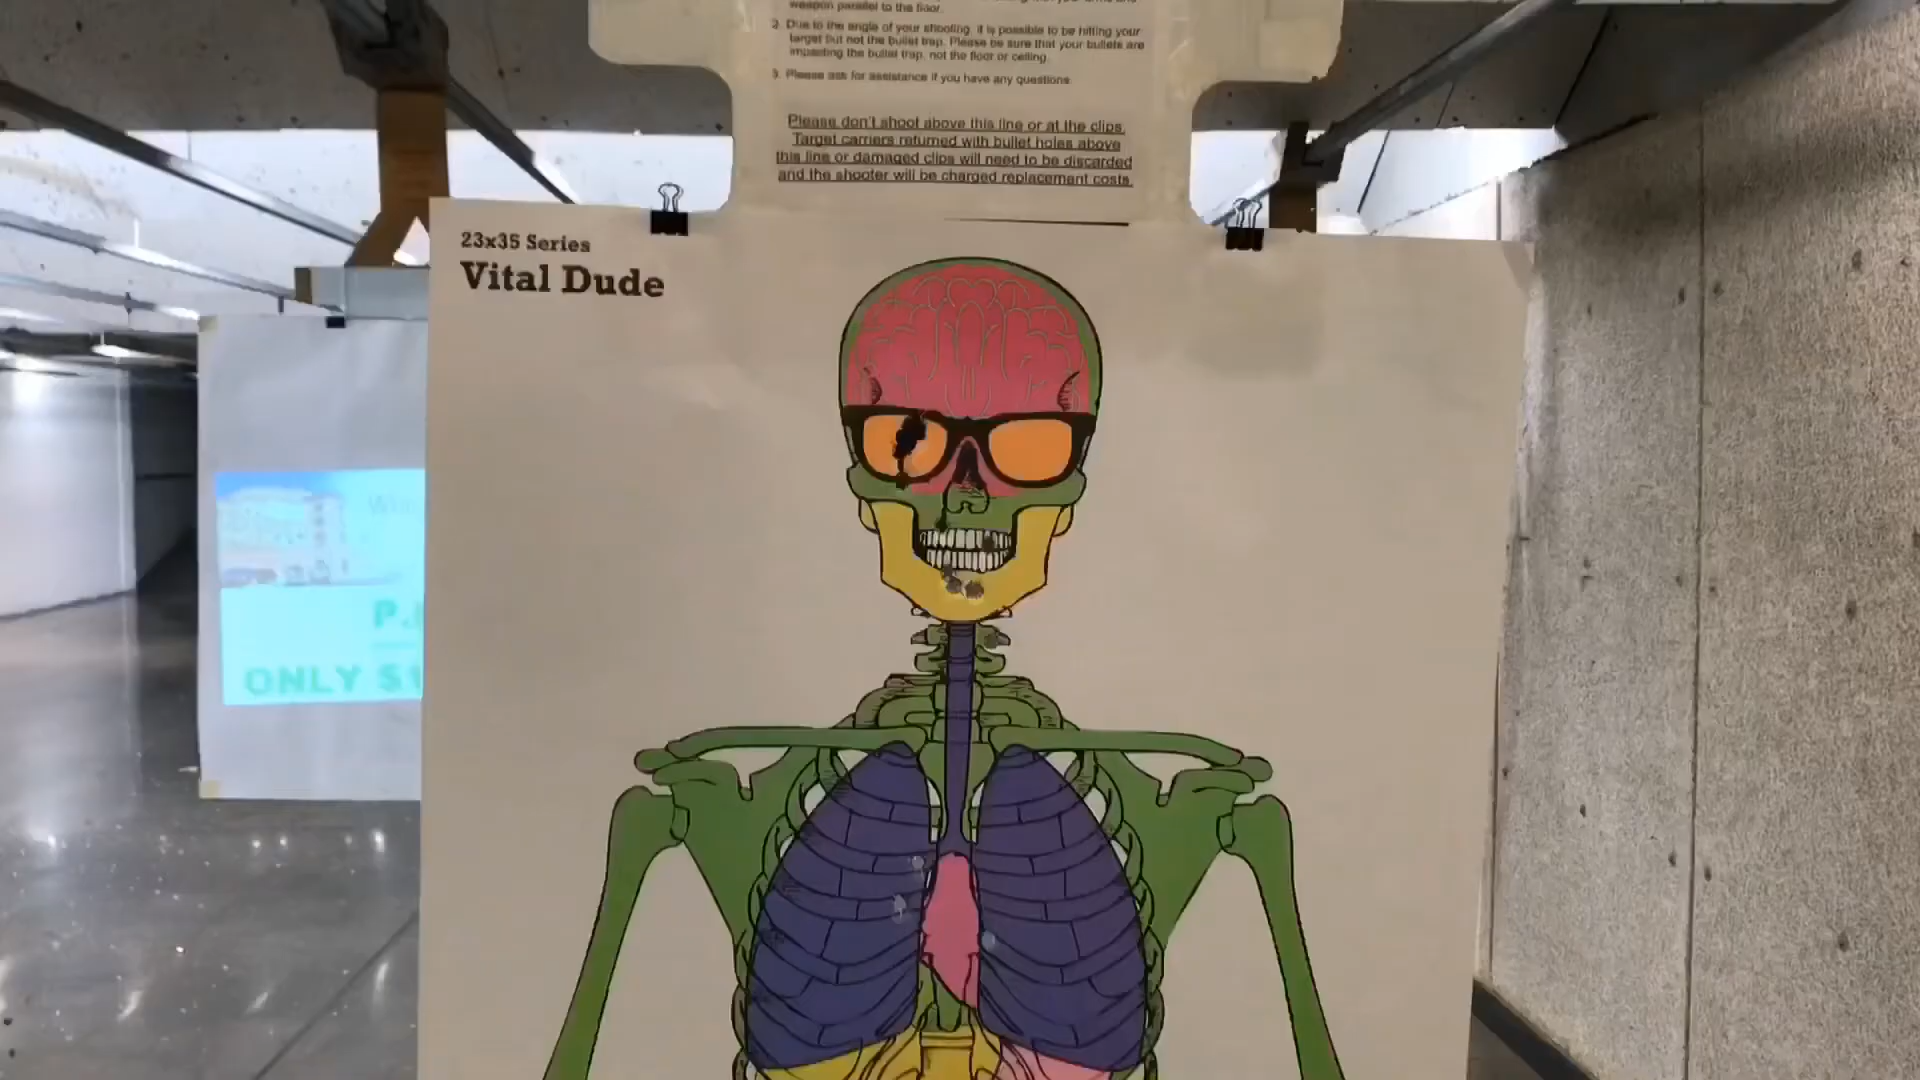 weapon parallel to the floor.
2. Due to the angle of your shooting, it is possible to be hitting your
target but not the bullet trap. Please be sure that your bullets are
impacting the bullet trap, not the floor or ceiling.
3. Please ask for assistance if you have any questions.
Please don't shoot above this line or at the clips.
Target carriers returned with bullet holes above
this line or damaged clips will need to be discarded
and the shooter will be charged replacement costs.
23x35 Series
Vital Dude
ONLY $